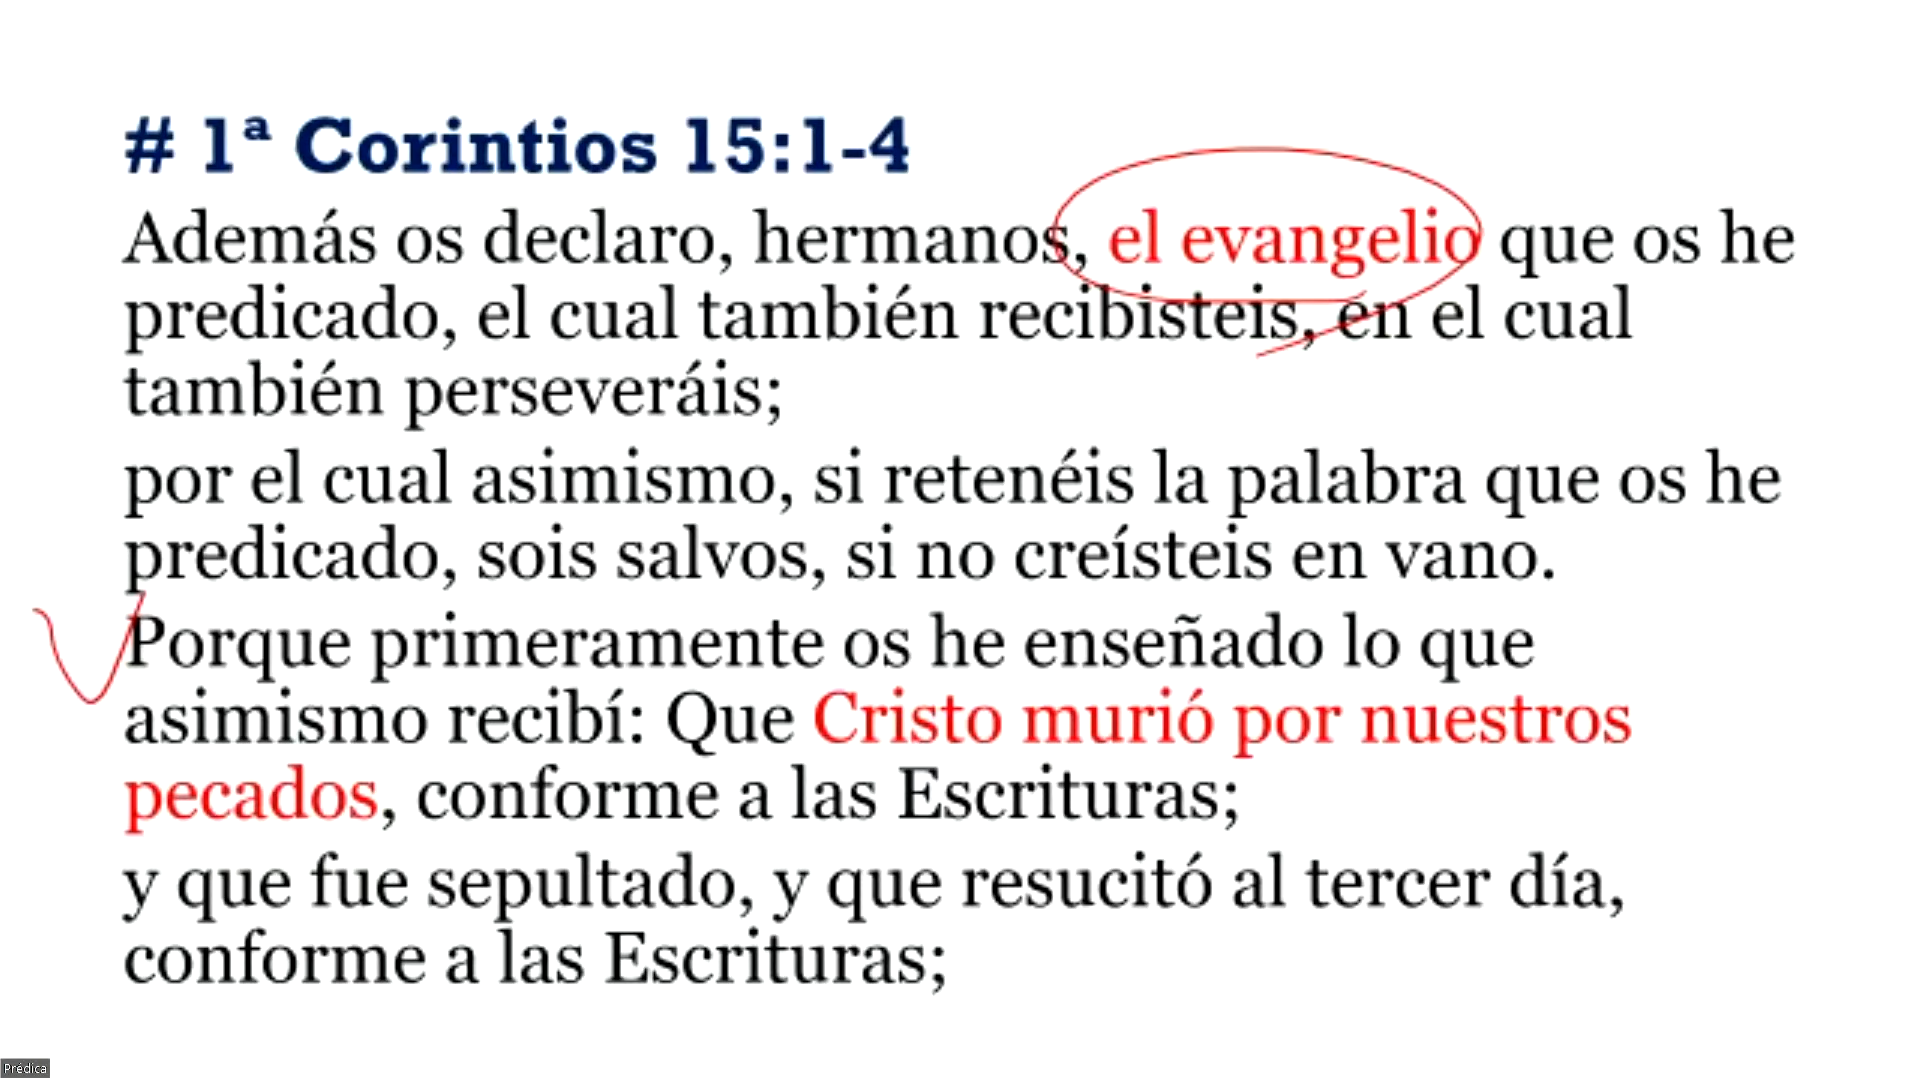 # 1ª Corintios 15:1-4
Además os declaro, hermanos, el evangelio que os he
predicado, el cual también recibisteis, en el cual
también perseveráis;
por el cual asimismo, si retenéis la palabra que os he
predicado, sois salvos, si no creísteis en vano.
Porque primeramente os he enseñado lo que
asimismo recibí: Que Cristo murió por nuestros
pecados, conforme a las Escrituras;
y que fue sepultado, y que resucitó al tercer día,
conforme a las Escrituras;
Prédica